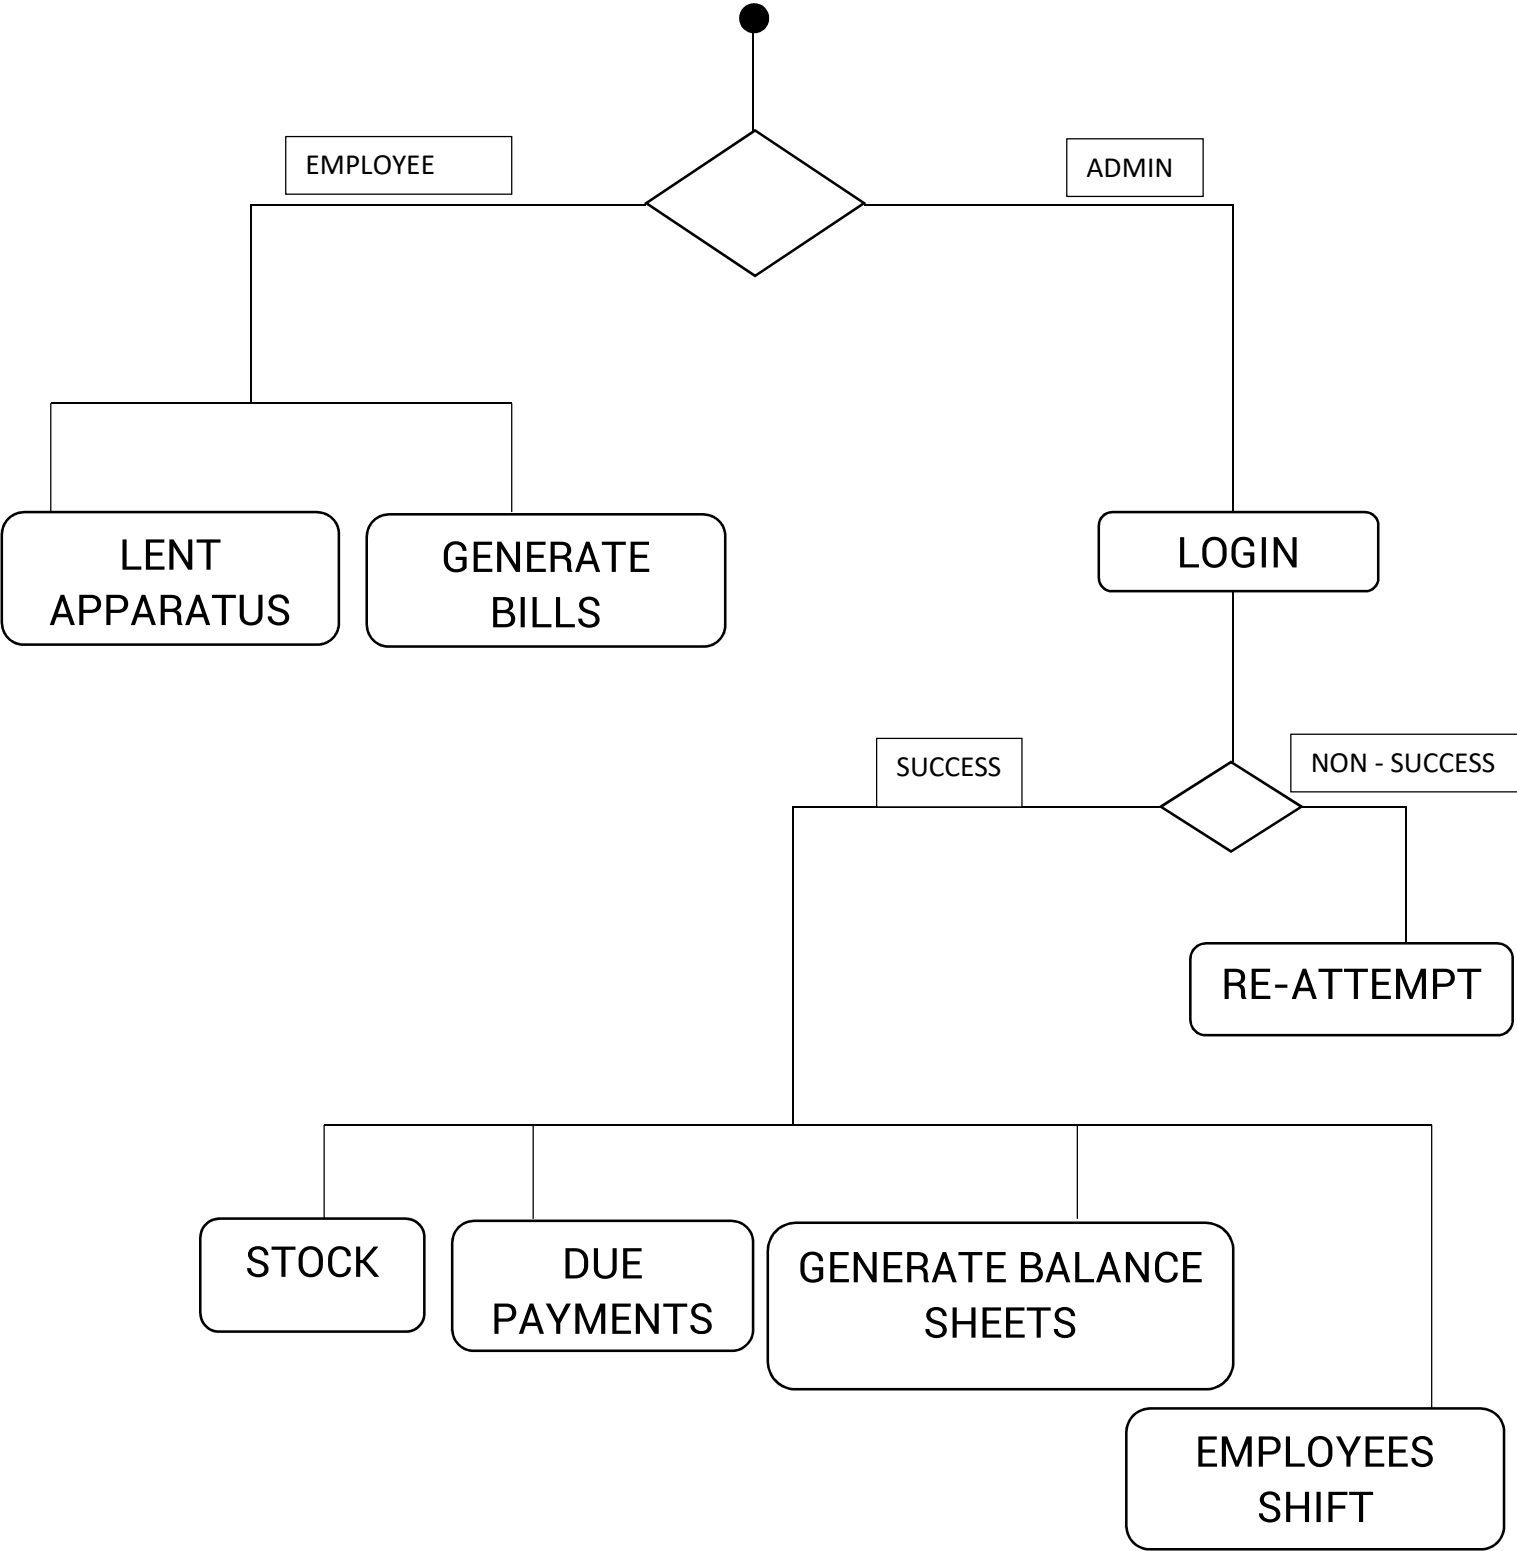 EMPLOYEE
ADMIN
LENT
APPARATUS
GENERATE
BILLS
LOGIN
SUCCESS
NON - SUCCESS
RE-ATTEMPT
STOCK
DUE
PAYMENTS
GENERATE BALANCE
SHEETS
EMPLOYEES
SHIFT